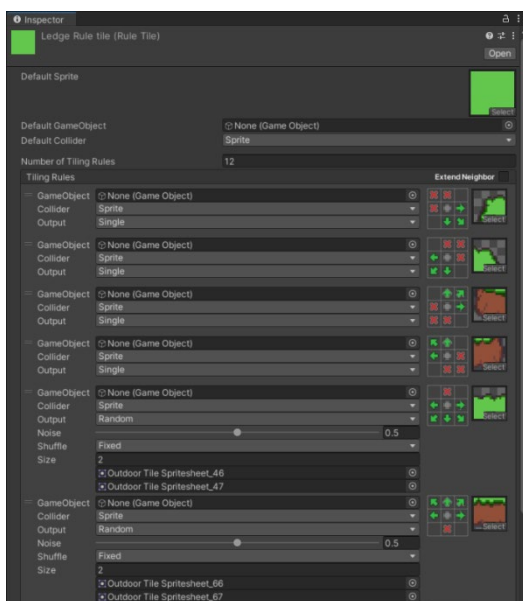 Inspector
Ledge Rule tile (Rule Tile)
Open
Default Sprite
Select
Default GameObject None (Game Object)
Default Collider Sprite
Number of Tiling Rules 12
Tiling Rules Extend Neighbor
GameObject None (Game Object)
Collider Sprite
Output Single
Select
GameObject None (Game Object)
Collider Sprite
Output Single
Select
GameObject None (Game Object)
Collider Sprite
Output Single
Select
GameObject None (Game Object)
Collider Sprite
Output Single
Select
GameObject None (Game Object)
Collider Sprite
Output Random
Select
Noise 0.5
Shuffle Fixed
Size 2
Outdoor Tile Spritesheet_46
Outdoor Tile Spritesheet_47
GameObject None (Game Object)
Collider Sprite
Output Random
Select
Noise 0.5
Shuffle Fixed
Size 2
Outdoor Tile Spritesheet_66
Outdoor Tile Spritesheet_67